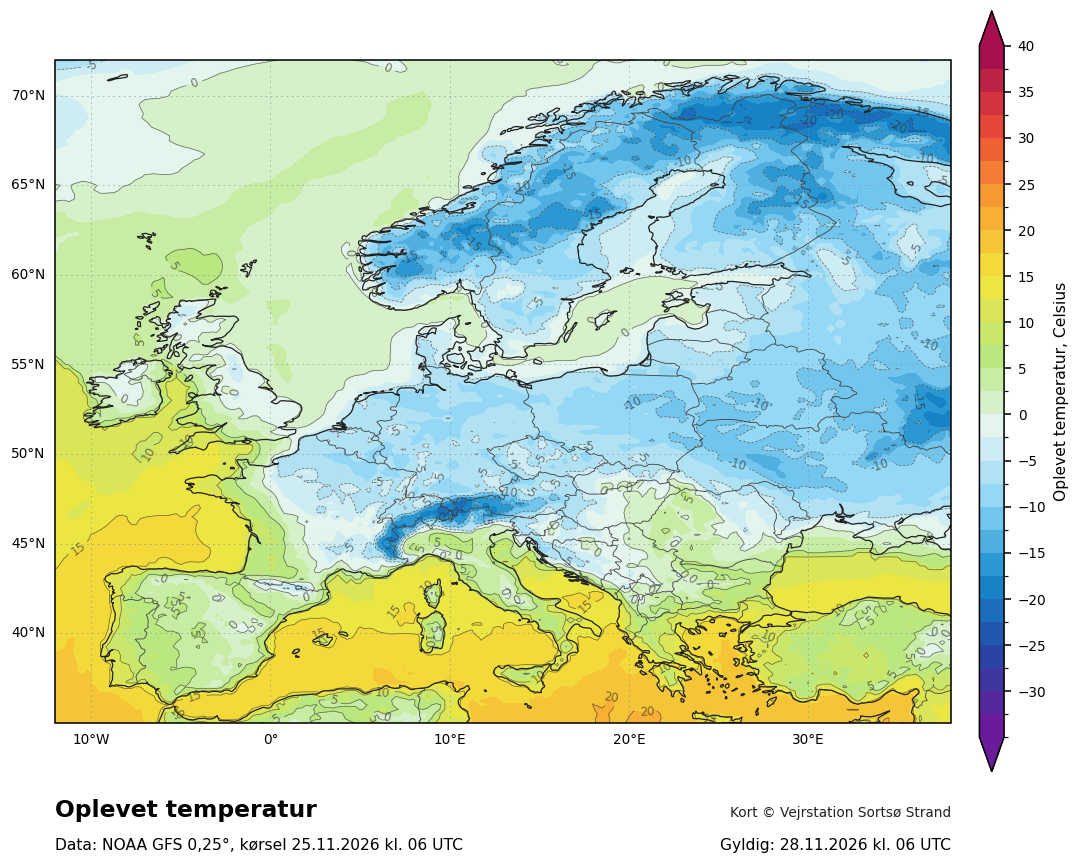 70°N
65°N
60°N
55°N
50°N
45°N
40°N
10°W
0°
10°E
20°E
30°E
40
35
30
25
20
15
10
5
0
−5
−10
−15
−20
−25
−30
Oplevet temperatur, Celsius
Oplevet temperatur
Kort © Vejrstation Sortsø Strand
Data: NOAA GFS 0,25°, kørsel 25.11.2026 kl. 06 UTC
Gyldig: 28.11.2026 kl. 06 UTC